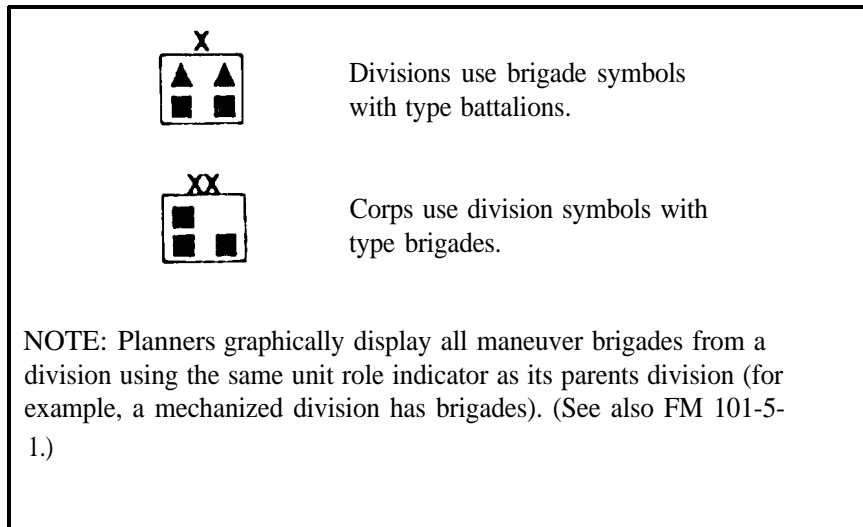 X
Divisions use brigade symbols
with type battalions.
XX
Corps use division symbols with
type brigades.
NOTE: Planners graphically display all maneuver brigades from a
division using the same unit role indicator as its parents division (for
example, a mechanized division has brigades). (See also FM 101-5-
1.)